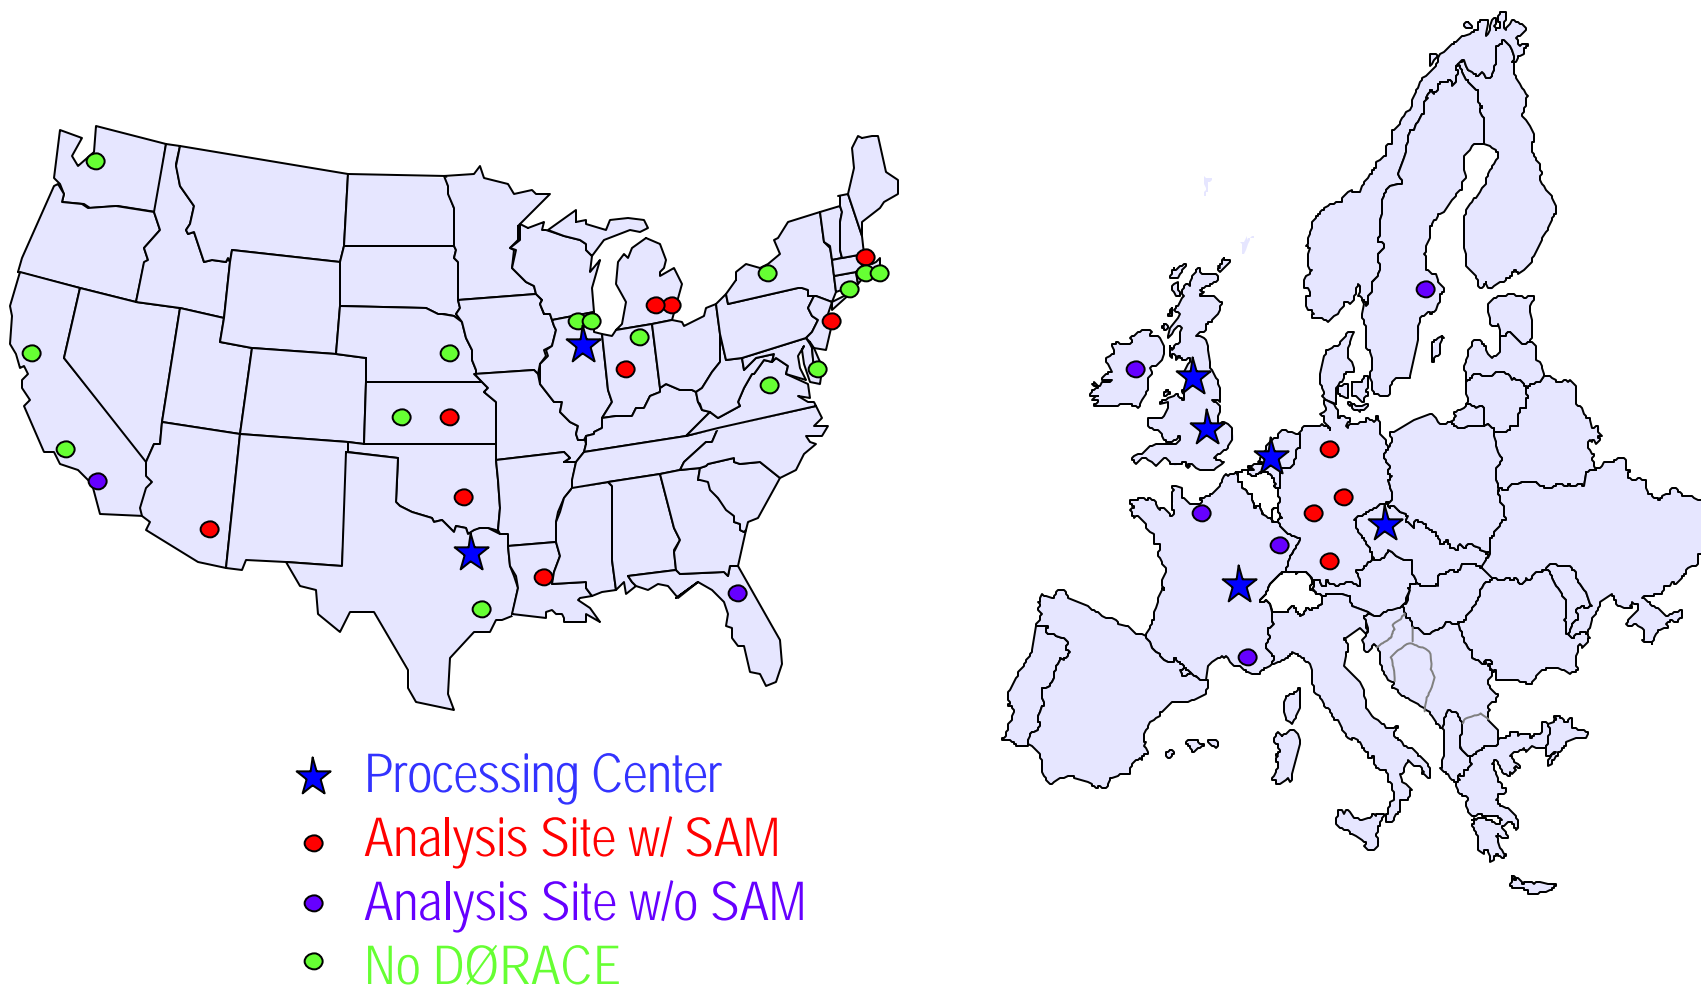 Processing Center
Analysis Site w/ SAM
Analysis Site w/o SAM
No DØRACE